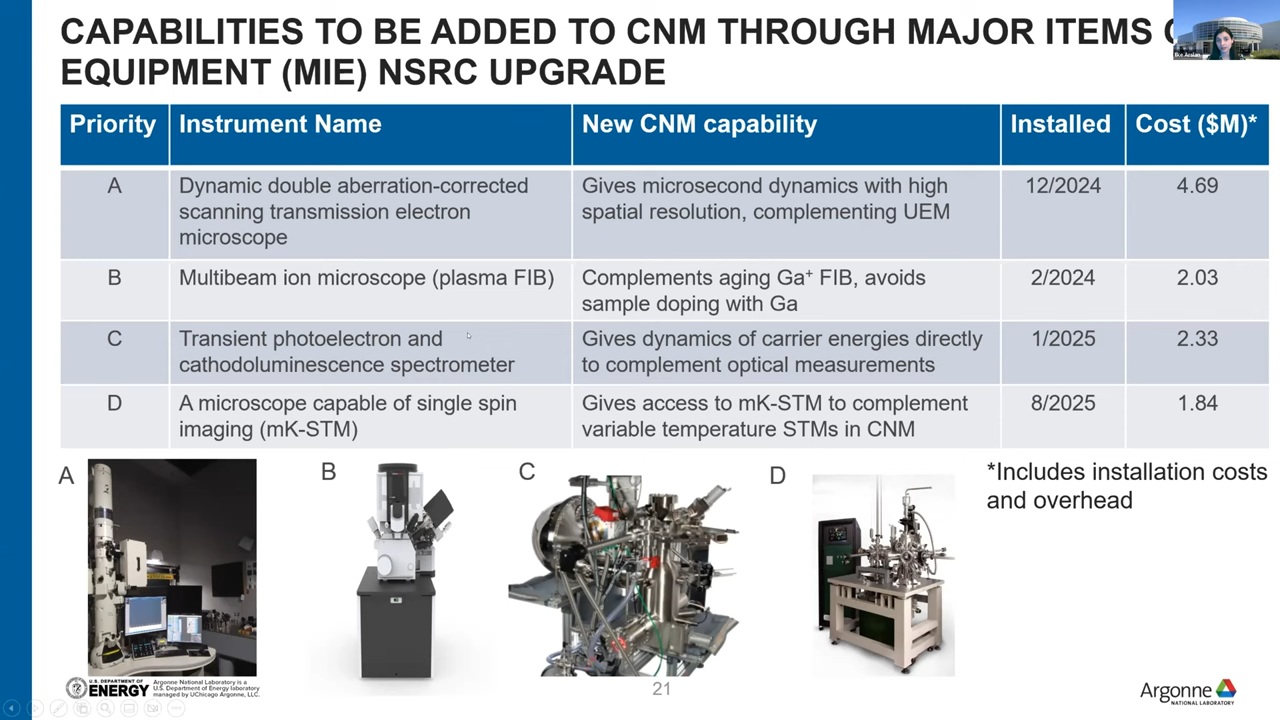 CAPABILITIES TO BE ADDED TO CNM THROUGH MAJOR ITEMS
EQUIPMENT (MIE) NSRC UPGRADE
Priority Instrument Name New CNM capability Installed Cost ($M)*
A Dynamic double aberration-corrected Gives microsecond dynamics with high 12/2024 4.69
scanning transmission electron spatial resolution, complementing UEM
microscope
B Multibeam ion microscope (plasma FIB) Complements aging Ga⁺ FIB, avoids 2/2024 2.03
sample doping with Ga
C Transient photoelectron and Gives dynamics of carrier energies directly 1/2025 2.33
cathodoluminescence spectrometer to complement optical measurements
D A microscope capable of single spin Gives access to mK-STM to complement 8/2025 1.84
imaging (mK-STM) variable temperature STMs in CNM
A B C D *Includes installation costs
and overhead
U.S. DEPARTMENT OF
ENERGY
Argonne National Laboratory is a
U.S. Department of Energy laboratory
managed by UChicago Argonne, LLC.
21
Argonne
NATIONAL LABORATORY